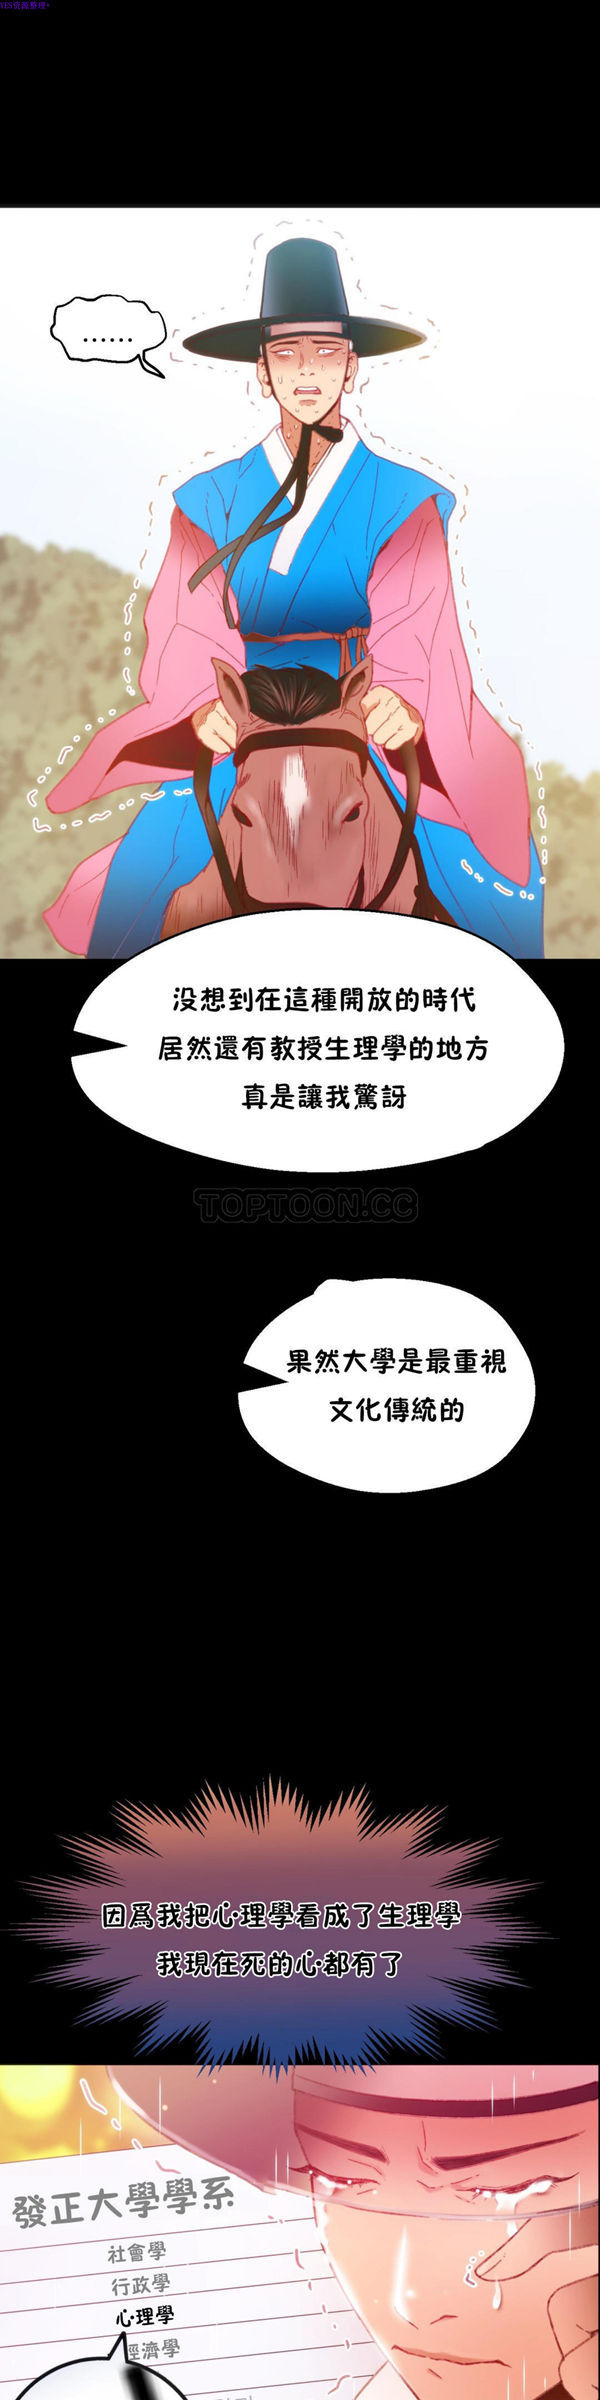 YES资源整理*
......
没想到在這種開放的時代
居然還有教授生理學的地方
真是讓我驚訝
TOPTOON.CC
果然大學是最重視
文化傳統的
因爲我把心理學看成了生理學
我現在死的心都有了
發正大學學系
社會學
行政學
心理學
經濟學